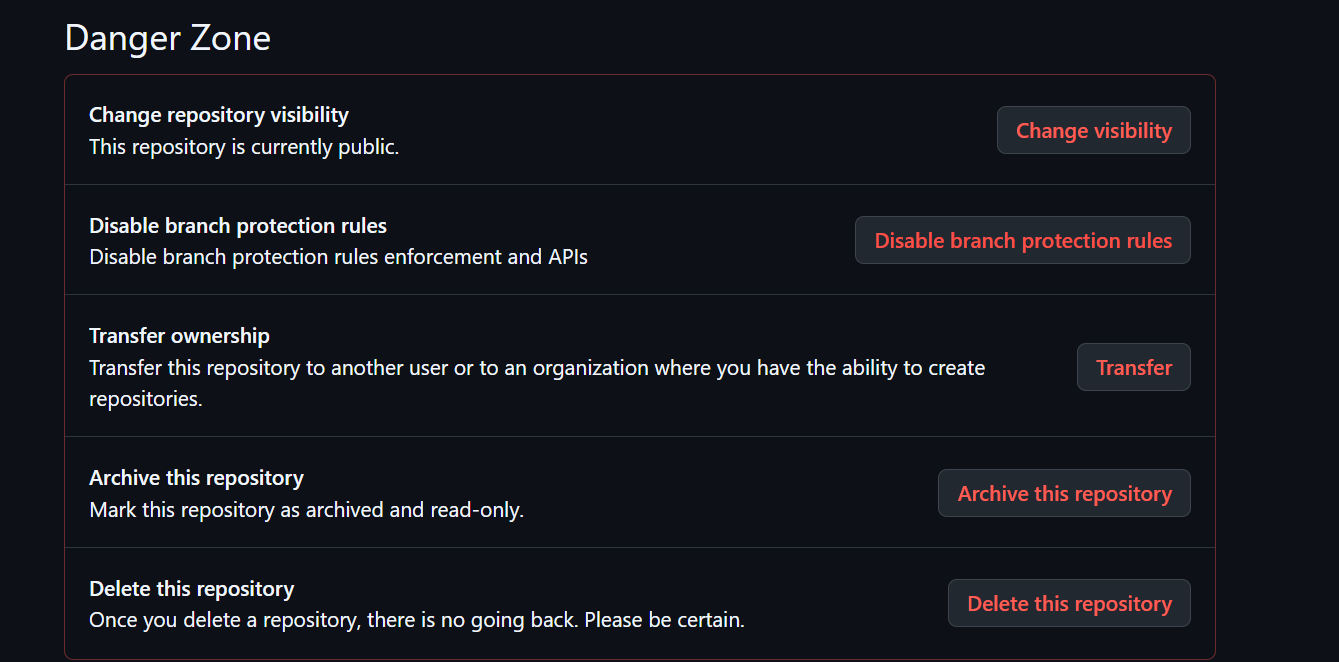 Danger Zone
Change repository visibility
This repository is currently public.
Change visibility
Disable branch protection rules
Disable branch protection rules enforcement and APIs
Disable branch protection rules
Transfer ownership
Transfer this repository to another user or to an organization where you have the ability to create
repositories.
Transfer
Archive this repository
Mark this repository as archived and read-only.
Archive this repository
Delete this repository
Once you delete a repository, there is no going back. Please be certain.
Delete this repository